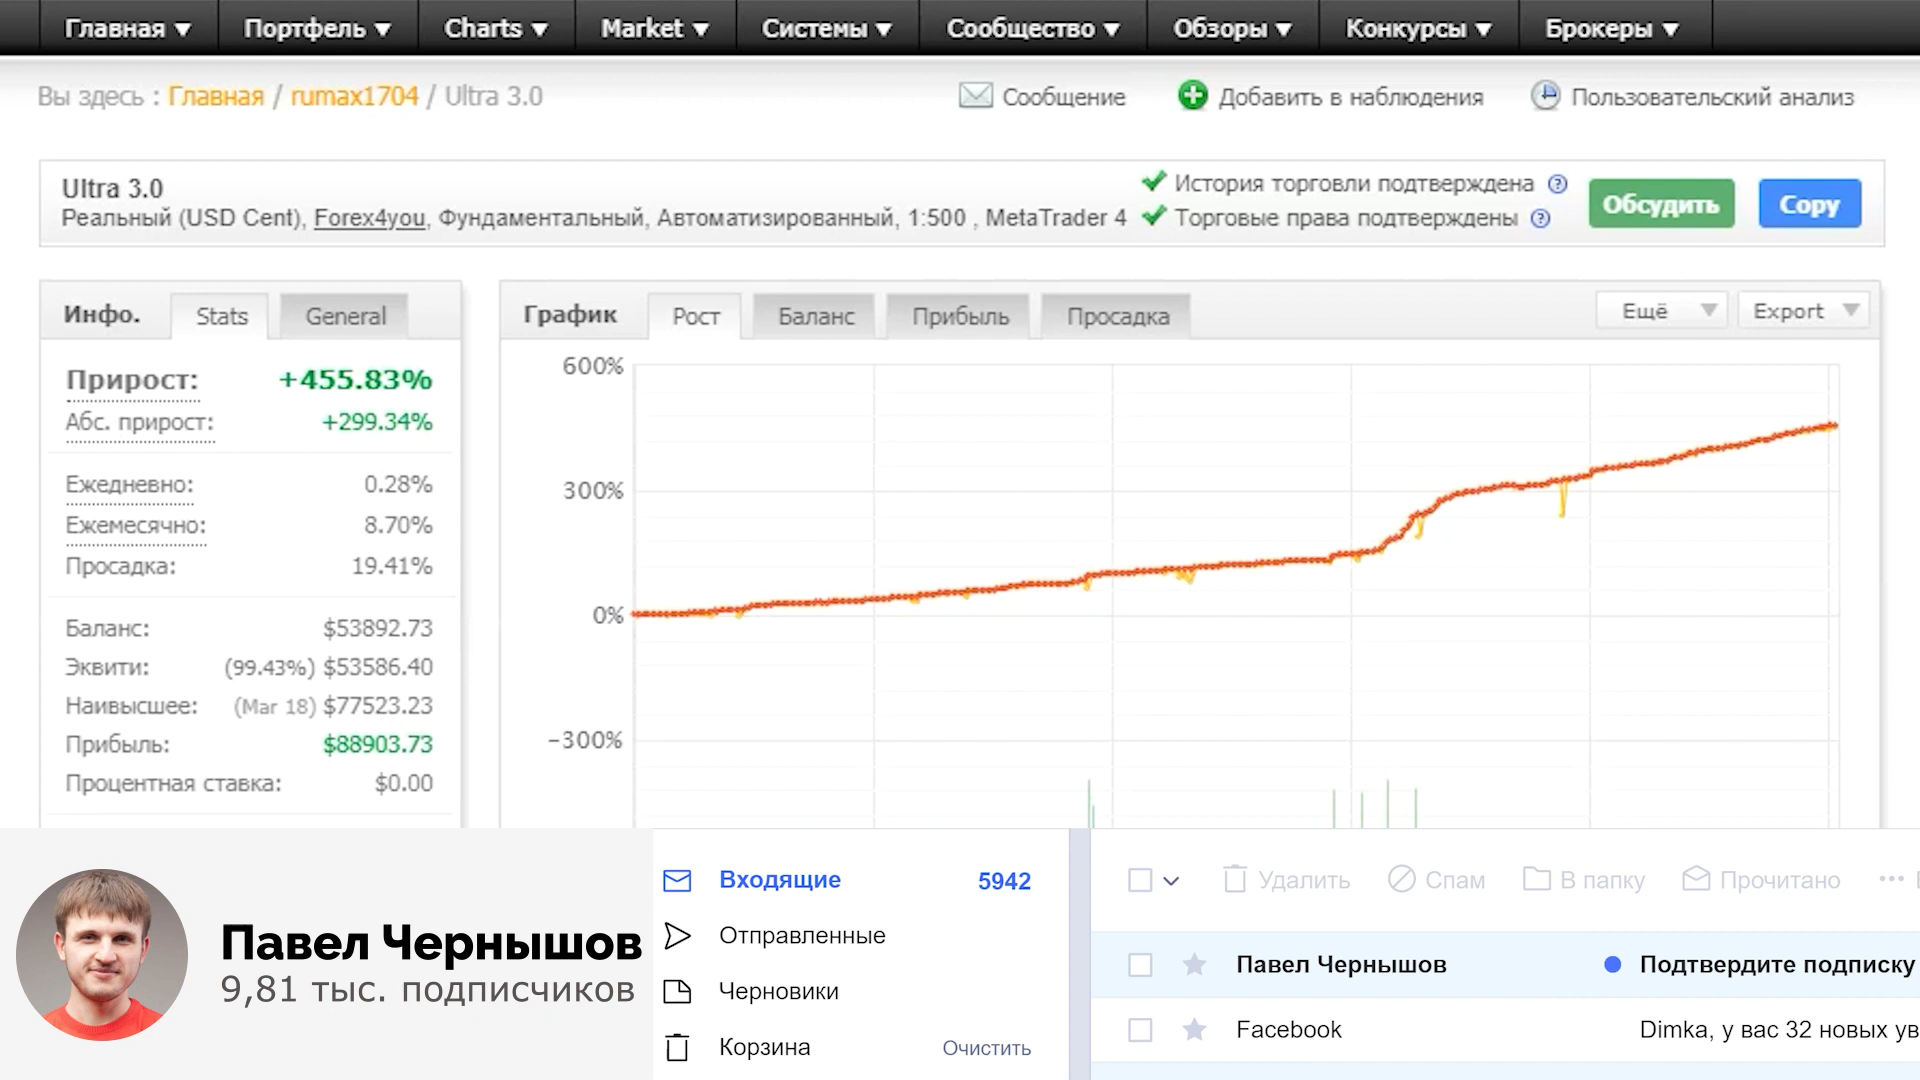 Главная ▼ Портфель ▼ Charts ▼ Market ▼ Системы ▼ Сообщество ▼ Обзоры ▼ Конкурсы ▼ Брокеры ▼
Вы здесь : Главная / rumax1704 / Ultra 3.0
Сообщение Добавить в наблюдения Пользовательский анализ
Ultra 3.0
Реальный (USD Cent), Forex4you, Фундаментальный, Автоматизированный, 1:500 , MetaTrader 4
История торговли подтверждена
Торговые права подтверждены
Обсудить Copy
Инфо. Stats General
Прирост: +455.83%
Абс. прирост: +299.34%
Ежедневно: 0.28%
Ежемесячно: 8.70%
Просадка: 19.41%
Баланс: $53892.73
Эквити: (99.43%) $53586.40
Наивысшее: (Mar 18) $77523.23
Прибыль: $88903.73
Процентная ставка: $0.00
График Рост Баланс Прибыль Просадка Ещё Export
600%
300%
0%
-300%
Павел Чернышов
9,81 тыс. подписчиков
Входящие 5942
Отправленные
Черновики
Корзина Очистить
Удалить Спам В папку Прочитано
Павел Чернышов Подтвердите подписку
Facebook Dimka, у вас 32 новых ув